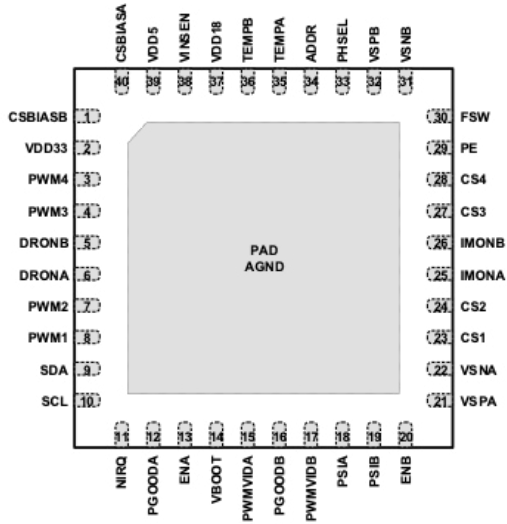 CSBIASA
VDD5
VINSEN
VDD18
TEMPB
TEMPA
ADDR
PHSEL
VSPB
VSNB
40
39
38
37
36
35
34
33
32
31
CSBIASB 1
30 FSW
VDD33 2
29 PE
PWM4 3
28 CS4
PWM3 4
27 CS3
DRONB 5
26 IMONB
PAD
AGND
DRONA 6
25 IMONA
PWM2 7
24 CS2
PWM1 8
23 CS1
SDA 9
22 VSNA
SCL 10
21 VSPA
11
12
13
14
15
16
17
18
19
20
NIRQ
PGOODA
ENA
VBOOT
PWMVIDA
PGOODB
PWMVIDB
PSIA
PSIB
ENB